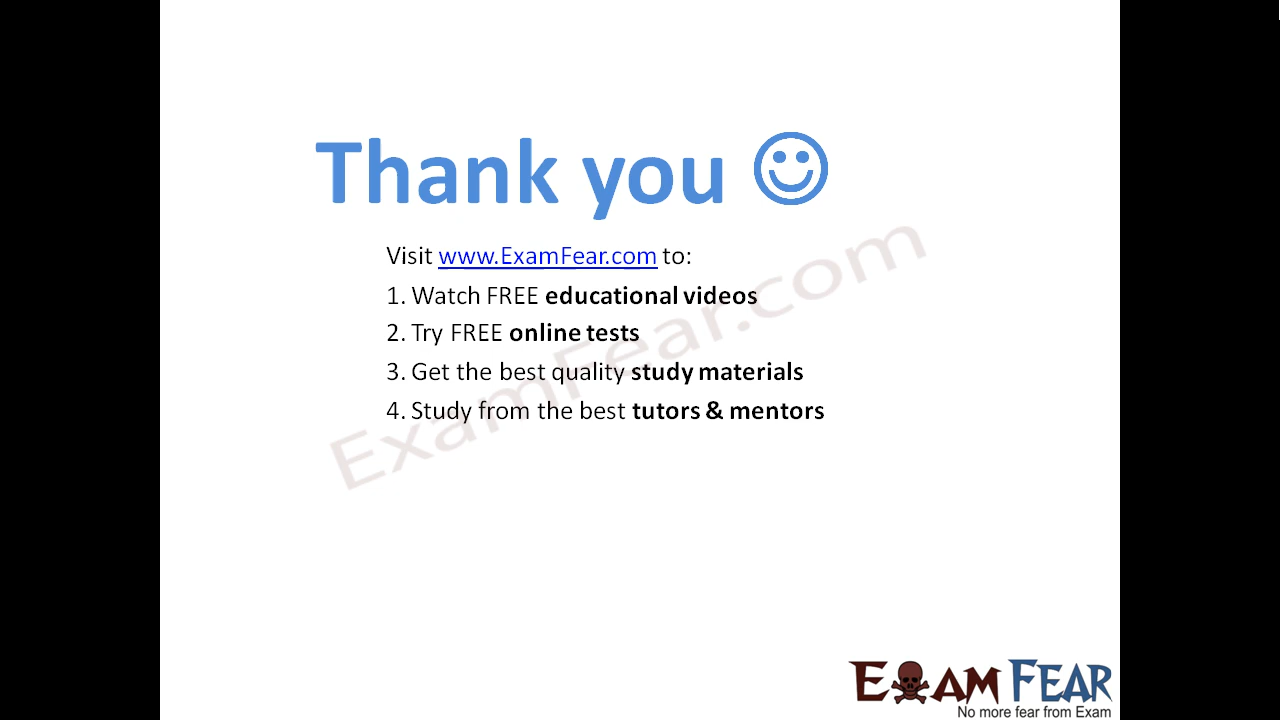 Thank you ☺
Visit www.ExamFear.com to:
1. Watch FREE educational videos
2. Try FREE online tests
3. Get the best quality study materials
4. Study from the best tutors & mentors
ExamFear.com
EXAM FEAR
No more fear from Exam